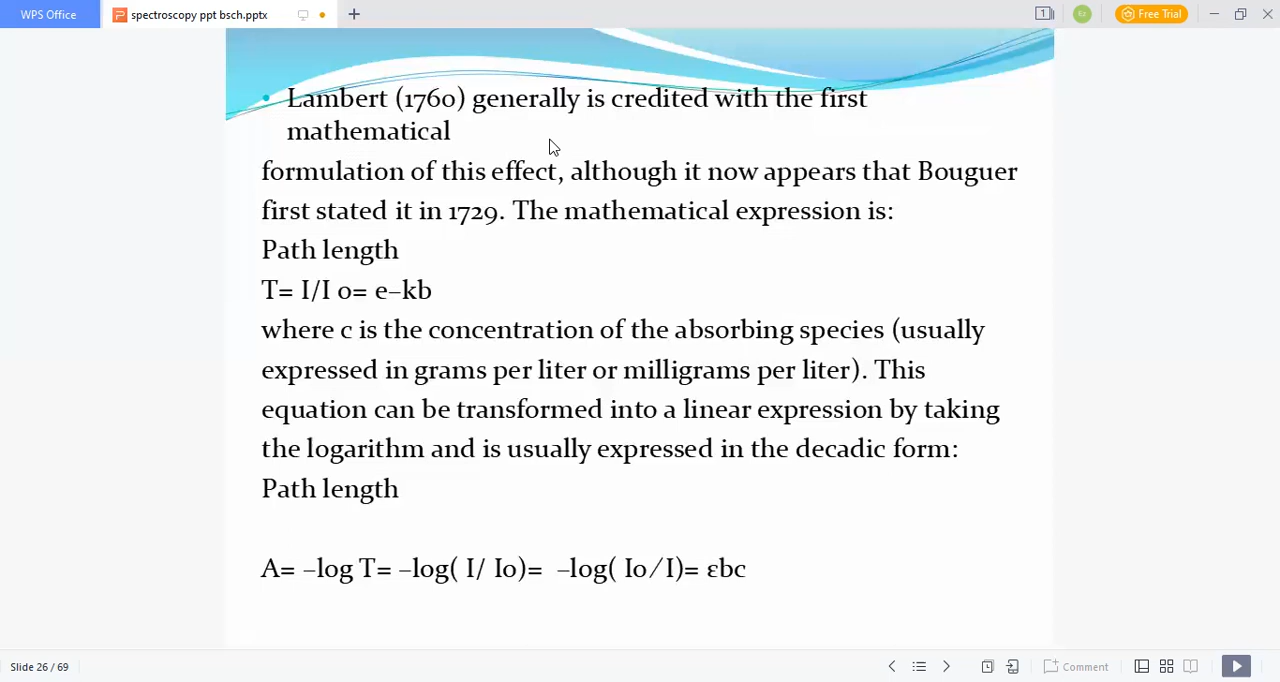 WPS Office
spectroscopy ppt bsch.pptx
1
Free Trial
• Lambert (1760) generally is credited with the first
mathematical
formulation of this effect, although it now appears that Bouguer
first stated it in 1729. The mathematical expression is:
Path length
T= I/I 0= e–kb
where c is the concentration of the absorbing species (usually
expressed in grams per liter or milligrams per liter). This
equation can be transformed into a linear expression by taking
the logarithm and is usually expressed in the decadic form:
Path length
A= –log T= –log( I/ I0)=  –log( I0/I)= εbc
Slide 26 / 69
Comment